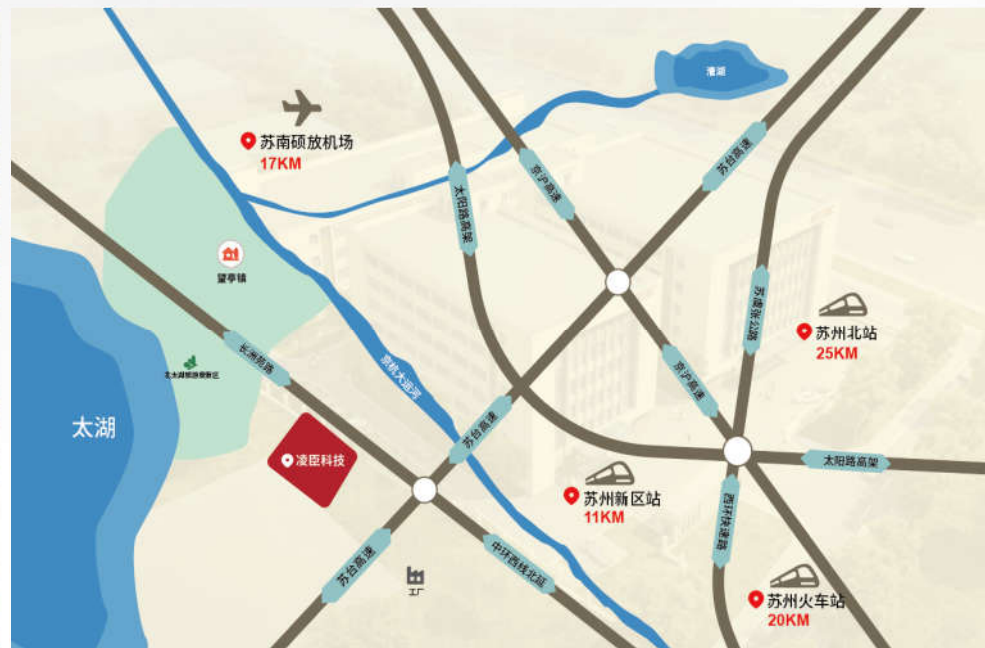 漕湖
苏南硕放机场
17KM
京沪高速
苏台高速
太阳路高架
望亭镇
苏虞张公路
苏州北站
25KM
长洲苑路
京杭大运河
京沪高速
太湖
苏台高速
凌臣科技
太阳路高架
苏州新区站
11KM
西环快速路
苏台高速
中环西线北延
工厂
苏州火车站
20KM